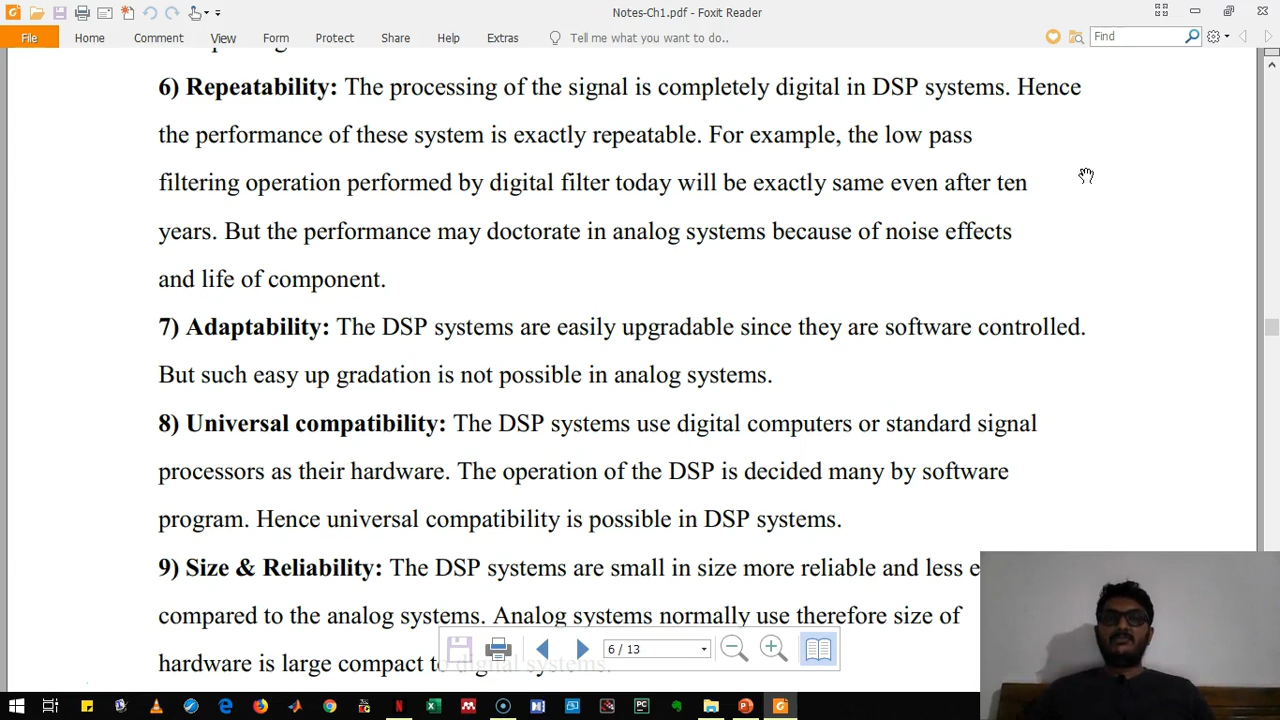 Notes-Ch1.pdf - Foxit Reader
File Home Comment View Form Protect Share Help Extras Tell me what you want to do.. Find
6) Repeatability: The processing of the signal is completely digital in DSP systems. Hence
the performance of these system is exactly repeatable. For example, the low pass
filtering operation performed by digital filter today will be exactly same even after ten
years. But the performance may doctorate in analog systems because of noise effects
and life of component.
7) Adaptability: The DSP systems are easily upgradable since they are software controlled.
But such easy up gradation is not possible in analog systems.
8) Universal compatibility: The DSP systems use digital computers or standard signal
processors as their hardware. The operation of the DSP is decided many by software
program. Hence universal compatibility is possible in DSP systems.
9) Size & Reliability: The DSP systems are small in size more reliable and less e
compared to the analog systems. Analog systems normally use therefore size of
hardware is large compact to digital systems.
6 / 13